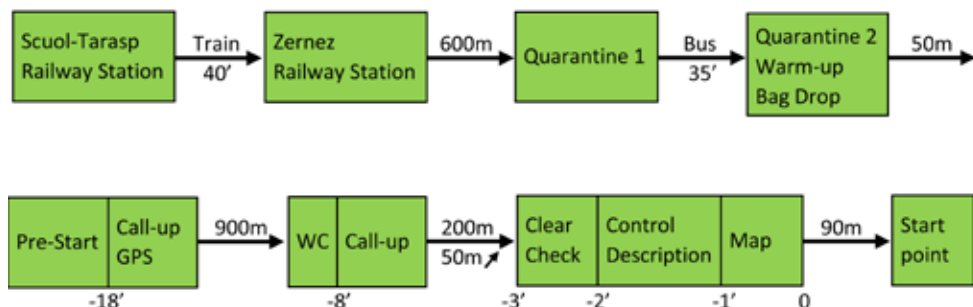 Scuol-Tarasp
Railway Station
Train
40'
Zernez
Railway Station
600m
Quarantine 1
Bus
35'
Quarantine 2
Warm-up
Bag Drop
50m
Pre-Start
Call-up
GPS
-18'
900m
WC
Call-up
-8'
200m
50m
Clear
Check
-3'
Control
Description
-2'
Map
-1'
0
90m
Start
point